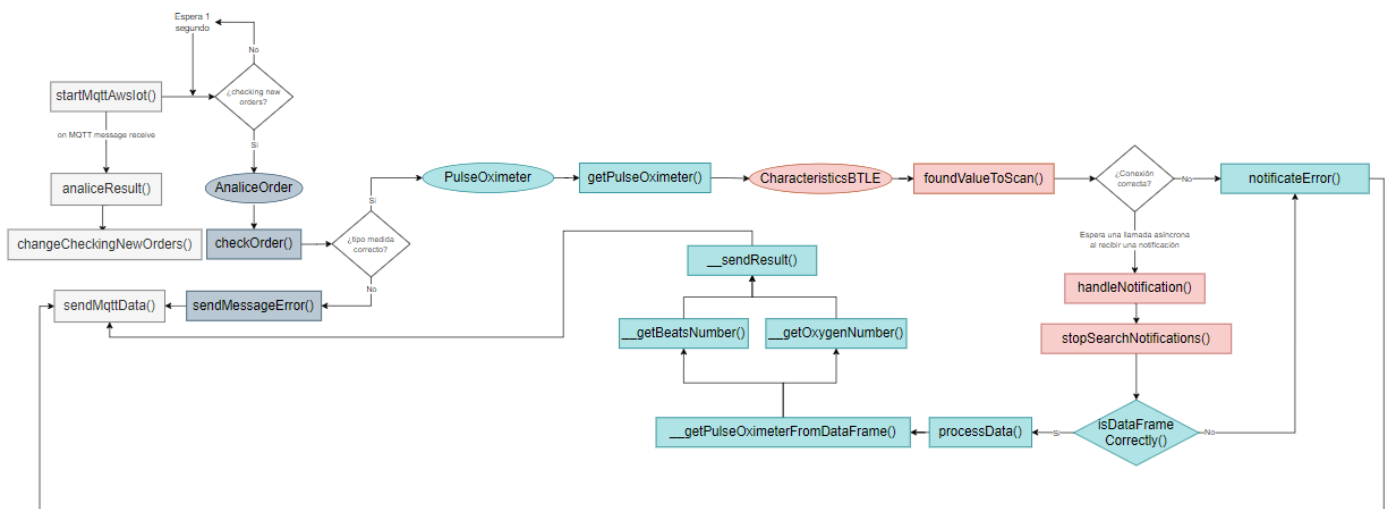 Espera 1
segundo
No
startMqttAwsIot()
¿checking new
orders?
on MQTT message receive
Si
analiceResult()
AnaliceOrder
changeCheckingNewOrders()
checkOrder()
¿tipo medida
correcto?
Si
No
sendMqttData()
sendMessageError()
PulseOximeter
getPulseOximeter()
CharacteristicsBTLE
foundValueToScan()
¿Conexión
correcta?
No
notificateError()
Espera una llamada asíncrona
al recibir una notificación
handleNotification()
stopSearchNotifications()
isDataFrame
Correctly()
No
Si
processData()
__getPulseOximeterFromDataFrame()
__getBeatsNumber()
__getOxygenNumber()
__sendResult()